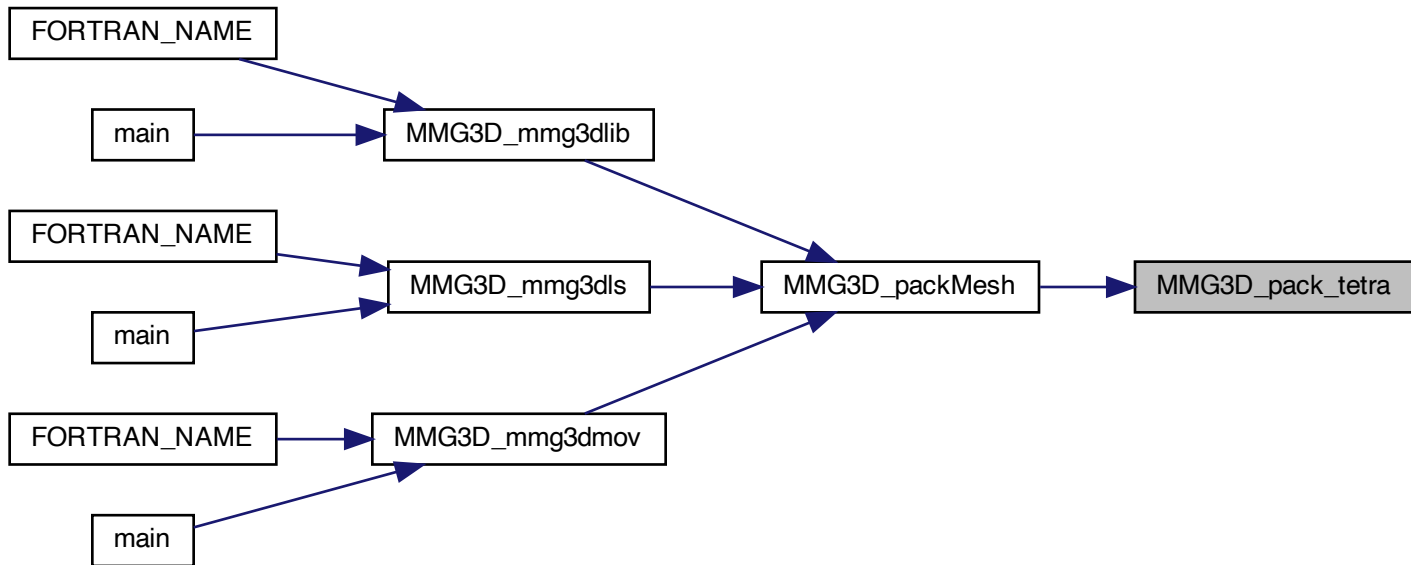 FORTRAN_NAME
main
MMG3D_mmg3dlib
FORTRAN_NAME
main
MMG3D_mmg3dls
MMG3D_packMesh
MMG3D_pack_tetra
FORTRAN_NAME
main
MMG3D_mmg3dmov